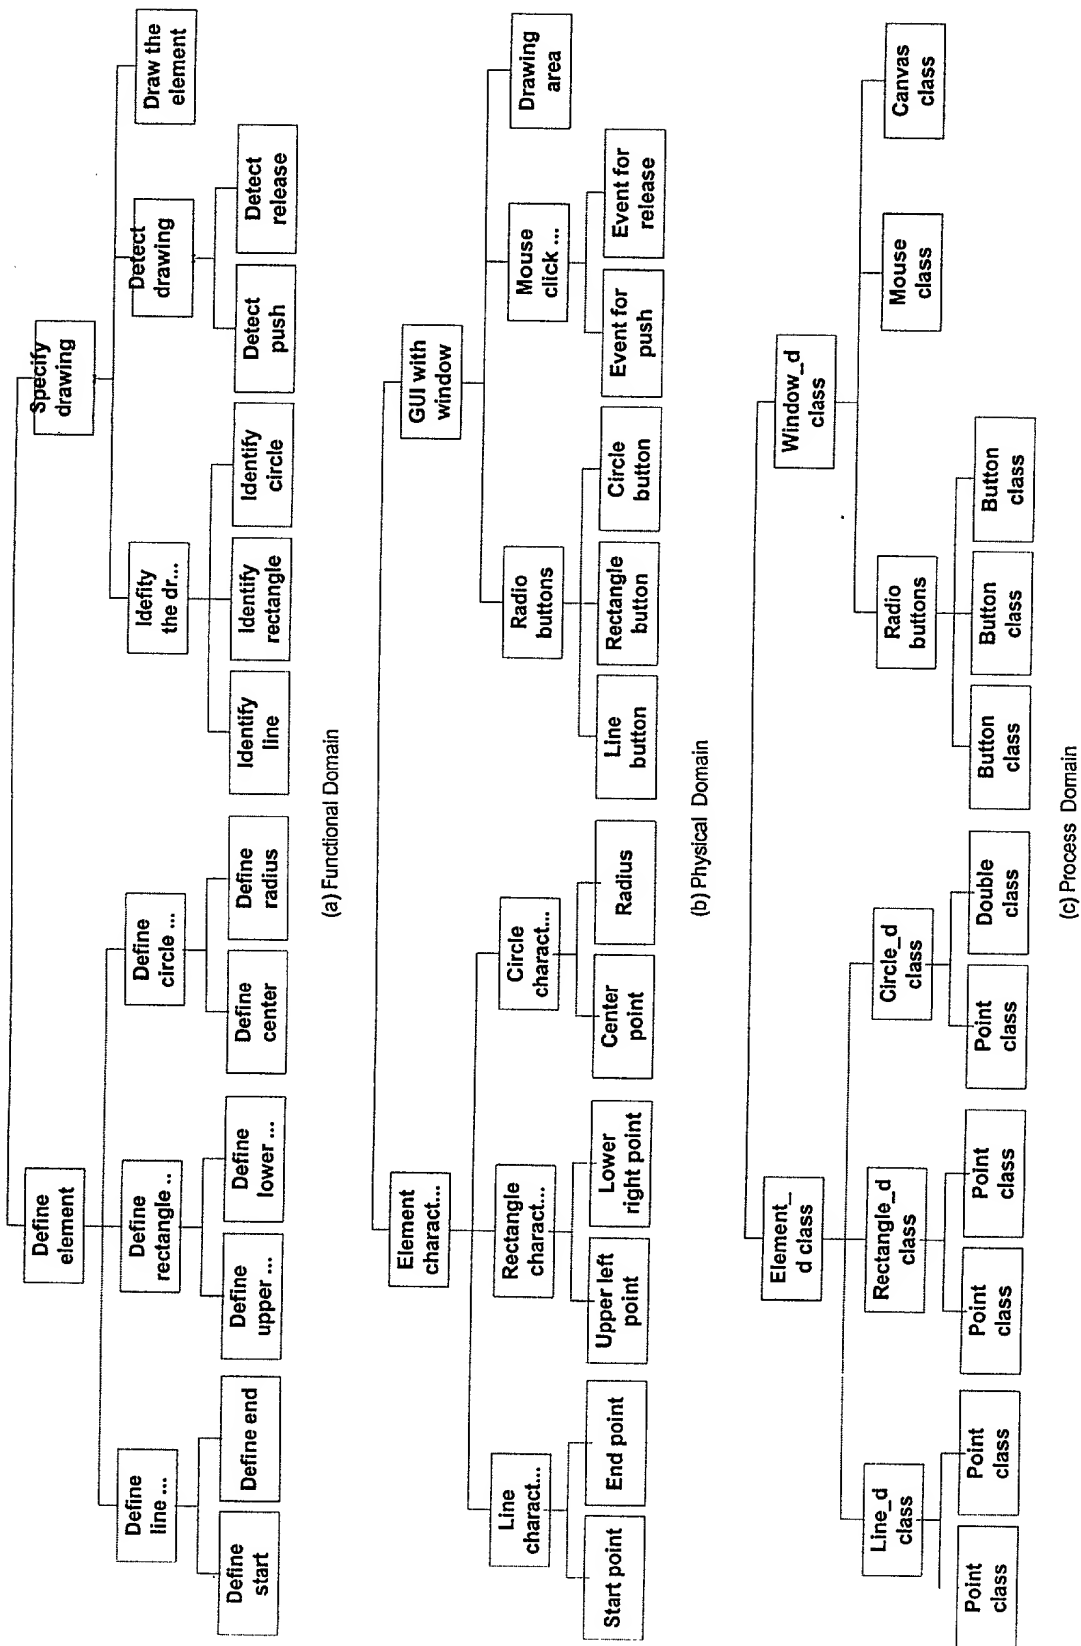 Define
element
Specify
drawing
Define
line ...
Define
rectangle ...
Define
circle ...
Idefity
the dr...
Detect
drawing
Draw the
element
Define
start
Define end
Define
upper ...
Define
lower ...
Define
center
Define
radius
Identify
line
Identify
rectangle
Identify
circle
Detect
push
Detect
release
(a) Functional Domain
Element
charact...
GUI with
window
Line
charact...
Rectangle
charact...
Circle
charact...
Radio
buttons
Mouse
click ...
Drawing
area
Start point
End point
Upper left
point
Lower
right point
Center
point
Radius
Line
button
Rectangle
button
Circle
button
Event for
push
Event for
release
(b) Physical Domain
Element_
d class
Window_d
class
Line_d
class
Rectangle_d
class
Circle_d
class
Radio
buttons
Mouse
class
Canvas
class
Point
class
Point
class
Point
class
Point
class
Point
class
Double
class
Button
class
Button
class
Button
class
(c) Process Domain